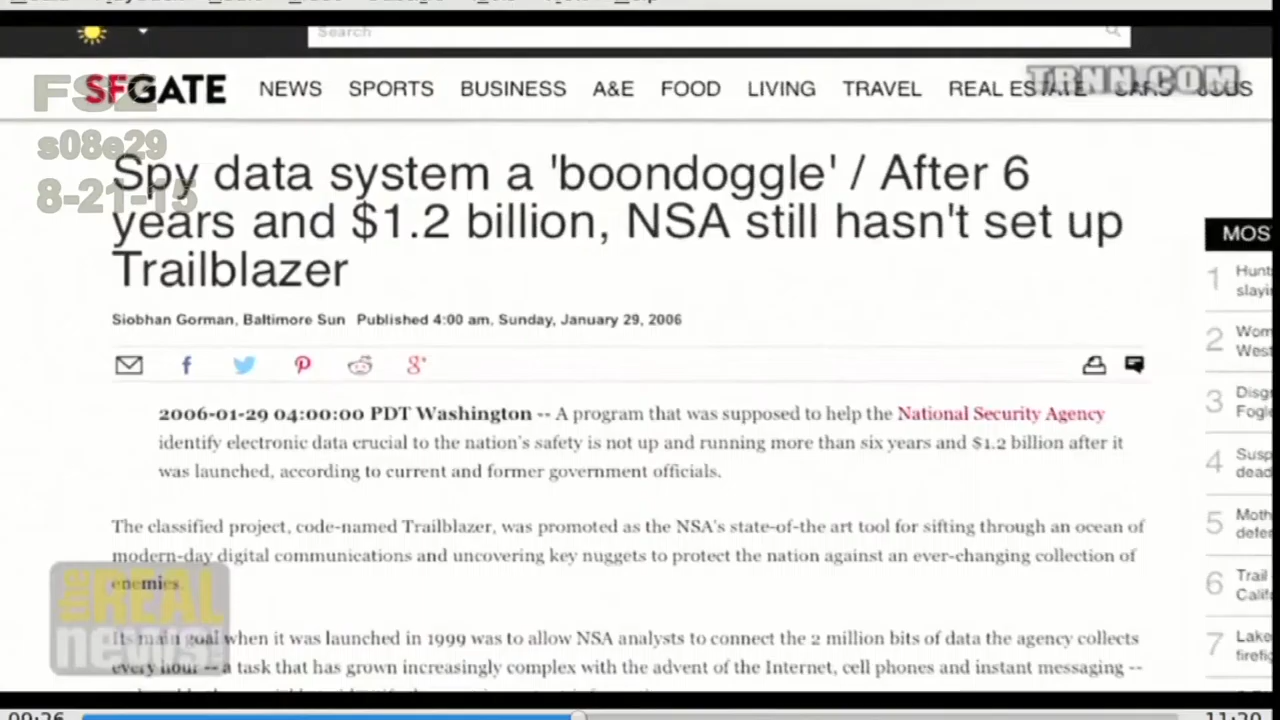 Search
SFGATE NEWS SPORTS BUSINESS A&E FOOD LIVING TRAVEL REAL ESTATE CARS JOBS
TRNN.COM
FSZ
s08e29
8-21-15
Spy data system a 'boondoggle' / After 6
years and $1.2 billion, NSA still hasn't set up
Trailblazer
MOS
Siobhan Gorman, Baltimore Sun Published 4:00 am, Sunday, January 29, 2006
1 Hunt
slayi
2 Wom
West
3 Disg
Fogle
4 Susp
dead
5 Moth
defe
6 Trail
Calif
7 Lake
firefi
2006-01-29 04:00:00 PDT Washington -- A program that was supposed to help the National Security Agency
identify electronic data crucial to the nation's safety is not up and running more than six years and $1.2 billion after it
was launched, according to current and former government officials.
The classified project, code-named Trailblazer, was promoted as the NSA's state-of-the art tool for sifting through an ocean of
modern-day digital communications and uncovering key nuggets to protect the nation against an ever-changing collection of
enemies.
Its main goal when it was launched in 1999 was to allow NSA analysts to connect the 2 million bits of data the agency collects
every hour -- a task that has grown increasingly complex with the advent of the Internet, cell phones and instant messaging --
the REAL
news!
09:26
11:20